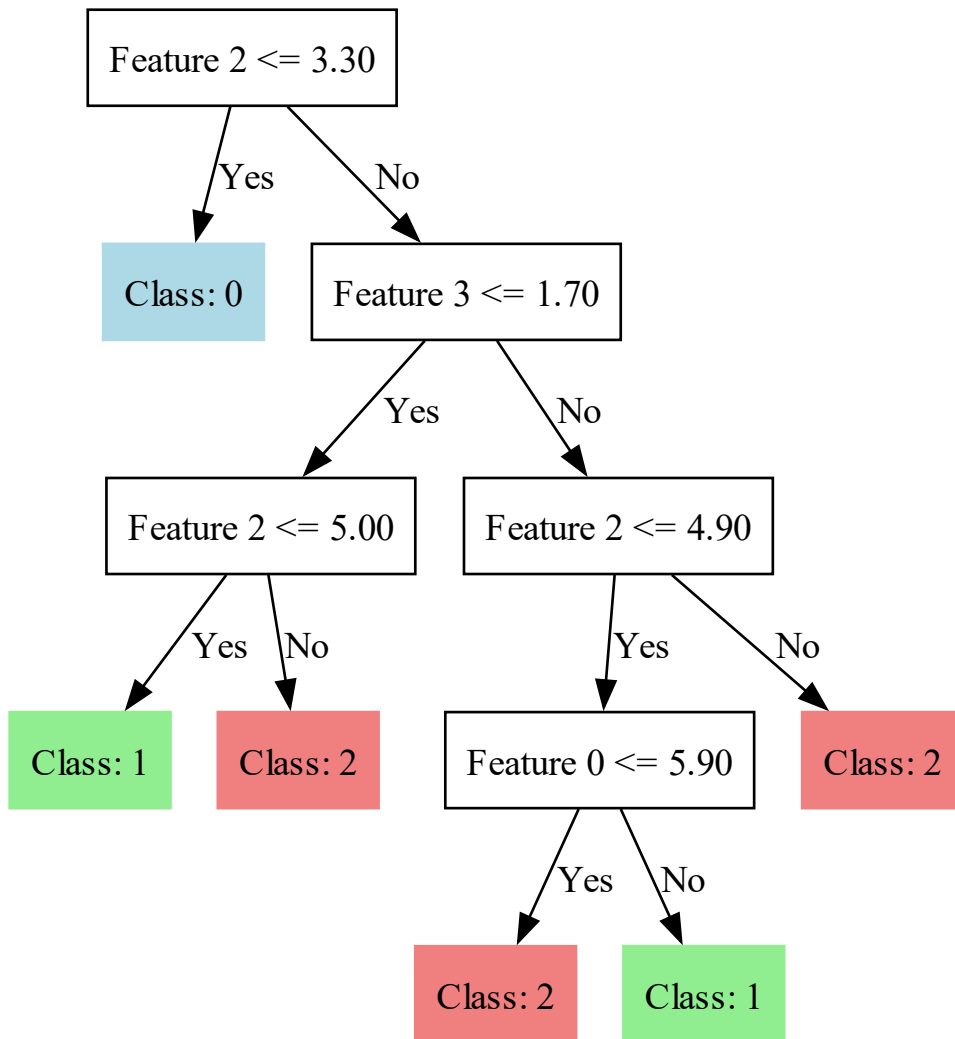 Feature 2 <= 3.30
Yes
No
Class: 0
Feature 3 <= 1.70
Yes
No
Feature 2 <= 5.00
Feature 2 <= 4.90
Yes
No
Yes
No
Class: 1
Class: 2
Feature 0 <= 5.90
Class: 2
Yes
No
Class: 2
Class: 1